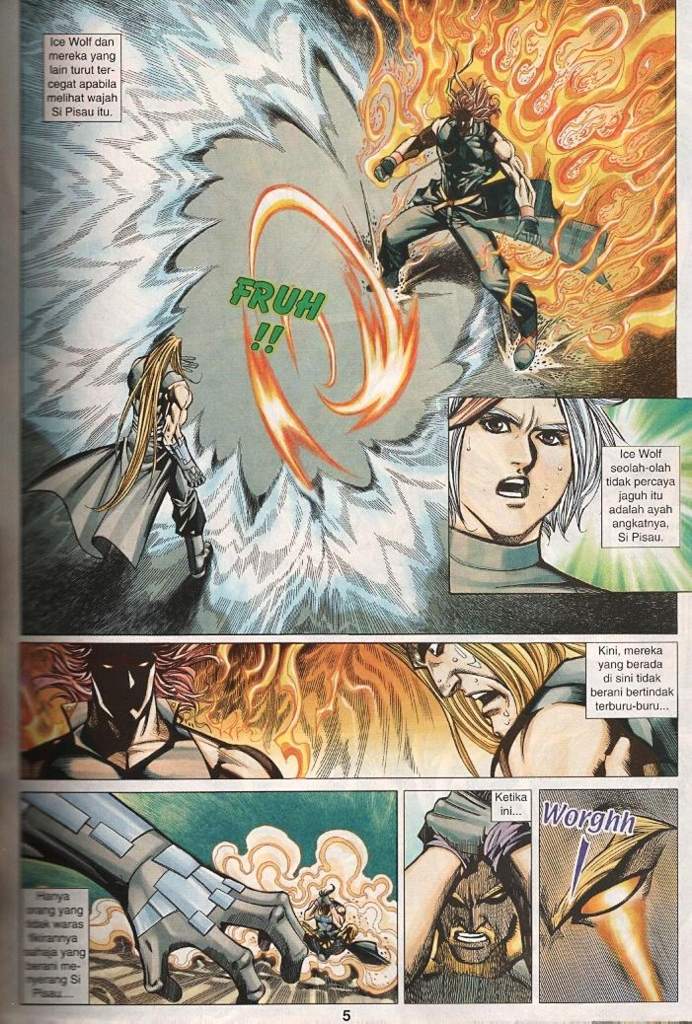 Ice Wolf dan
mereka yang
lain turut ter-
cegat apabila
melihat wajah
Si Pisau itu.
FRUH
!!
Ice Wolf
seolah-olah
tidak percaya
jaguh itu
adalah ayah
angkatnya,
Si Pisau.
Kini, mereka
yang berada
di sini tidak
berani bertindak
terburu-buru...
Hanya
orang yang
tidak waras
fikirannya
sahaja yang
berani me-
nyerang Si
Pisau...
Ketika
ini...
Worghh
5